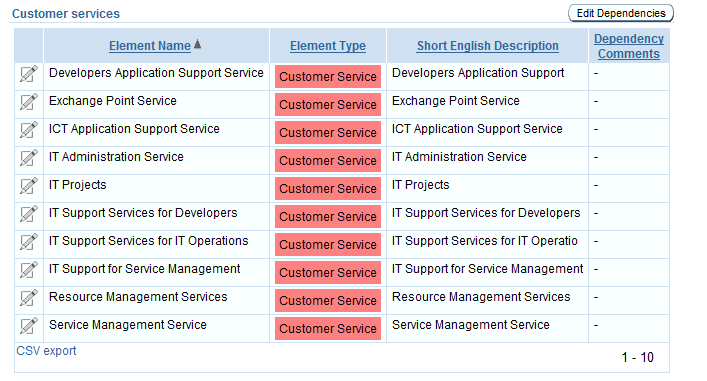 Customer services
Edit Dependencies
Element Name Element Type Short English Description Dependency Comments
Developers Application Support Service Customer Service Developers Application Support -
Exchange Point Service Customer Service Exchange Point Service -
ICT Application Support Service Customer Service ICT Application Support Service -
IT Administration Service Customer Service IT Administration Service -
IT Projects Customer Service IT Projects -
IT Support Services for Developers Customer Service IT Support Services for Developers -
IT Support Services for IT Operations Customer Service IT Support Services for IT Operatio -
IT Support for Service Management Customer Service IT Support for Service Management -
Resource Management Services Customer Service Resource Management Services -
Service Management Service Customer Service Service Management Service -
CSV export
1 - 10